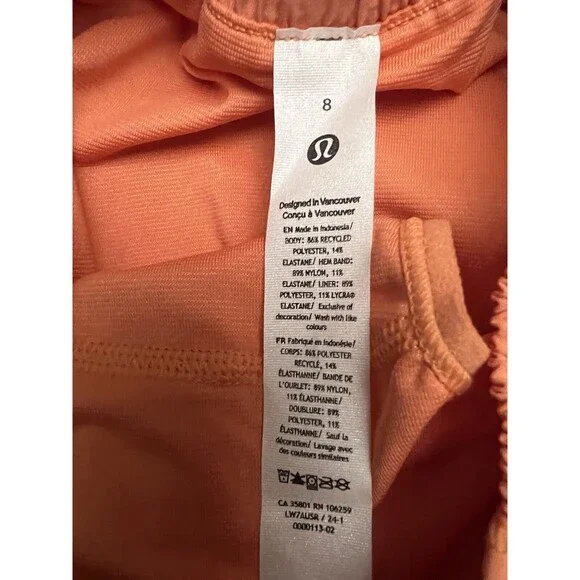 8
Designed in Vancouver
Conçu à Vancouver
EN Made in Indonesia/
BODY: 86% RECYCLED
POLYESTER, 14%
ELASTANE/ HEM BAND:
89% NYLON, 11%
ELASTANE/ LINER: 89%
POLYESTER, 11% LYCRA®
ELASTANE/ Exclusive of
decoration/ Wash with like
colours
FR Fabriqué en Indonésie/
CORPS: 86% POLYESTER
RECYCLÉ, 14%
ÉLASTHANNE/ BANDE DE
L'OURLET: 89% NYLON,
11% ÉLASTHANNE/
DOUBLURE: 89%
POLYESTER, 11%
ÉLASTHANNE/ Sauf la
décoration/ Lavage avec
des couleurs similaires
CA 35801 RN 106259
LW7AUSR / 24-1
0000113-02